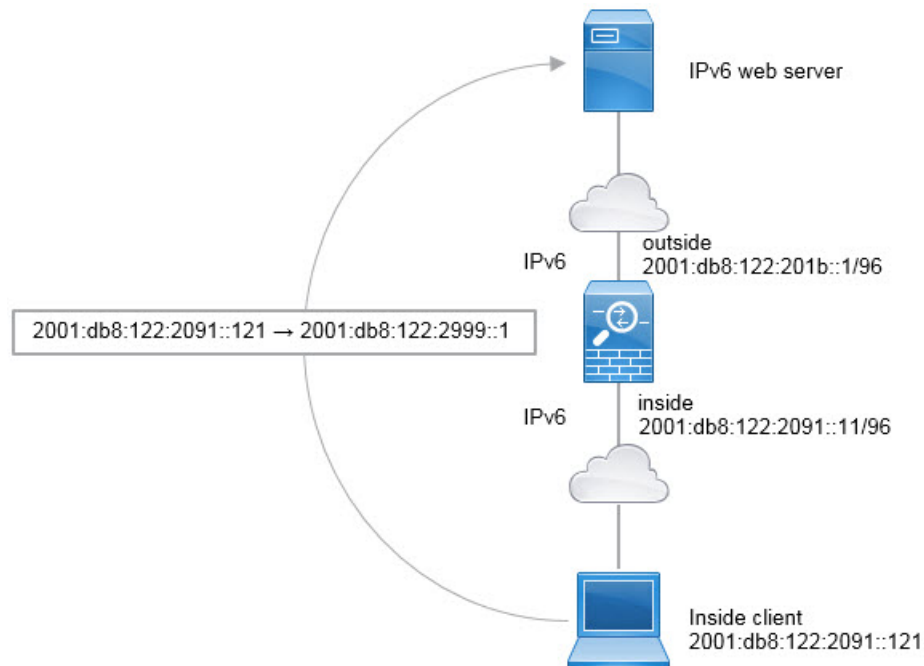 IPv6 web server
outside
IPv6
2001:db8:122:201b::1/96
2001:db8:122:2091::121 → 2001:db8:122:2999::1
inside
IPv6
2001:db8:122:2091::11/96
Inside client
2001:db8:122:2091::121